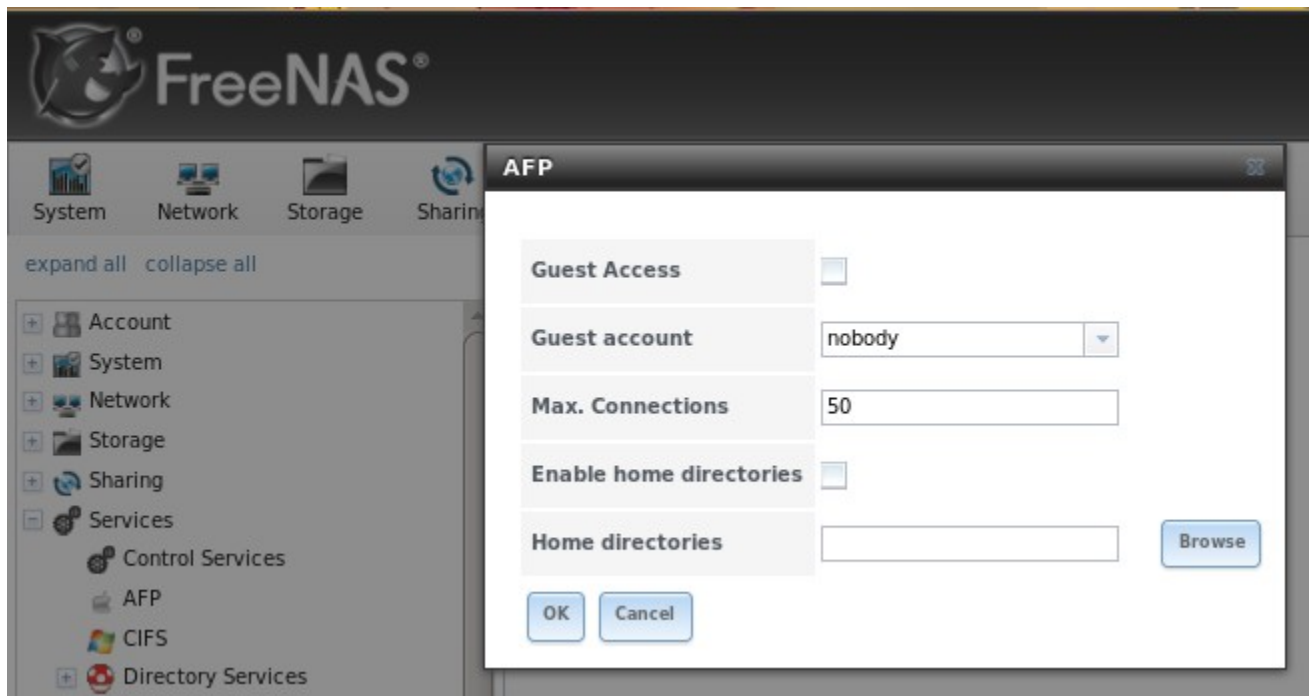 FreeNAS®
System Network Storage Sharing
expand all collapse all
Account
System
Network
Storage
Sharing
Services
Control Services
AFP
CIFS
Directory Services
AFP
Guest Access
Guest account nobody
Max. Connections 50
Enable home directories
Home directories Browse
OK Cancel